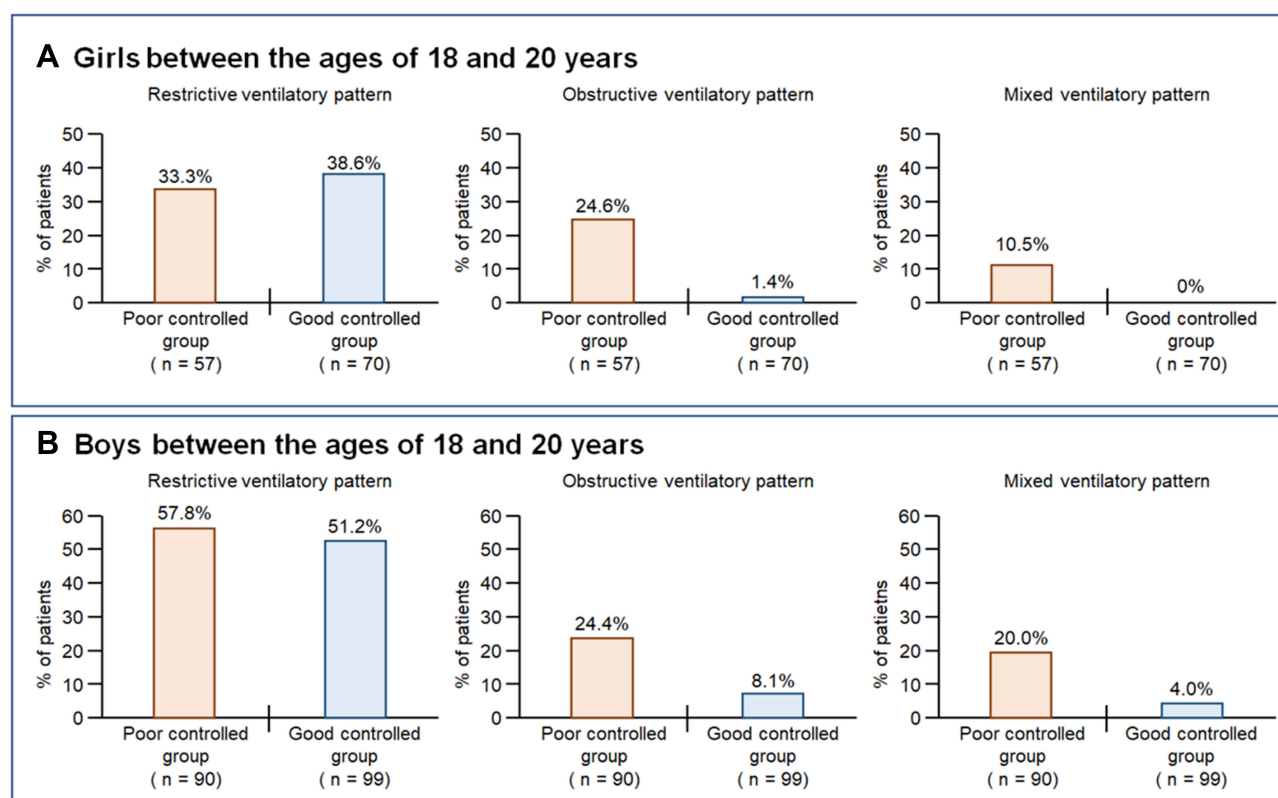 A Girls between the ages of 18 and 20 years
Restrictive ventilatory pattern
% of patients
50
40
30
20
10
0
33.3%
38.6%
Poor controlled group
( n = 57)
Good controlled group
( n = 70)
Obstructive ventilatory pattern
% of patients
50
40
30
20
10
0
24.6%
1.4%
Poor controlled group
( n = 57)
Good controlled group
( n = 70)
Mixed ventilatory pattern
% of patients
50
40
30
20
10
0
10.5%
0%
Poor controlled group
( n = 57)
Good controlled group
( n = 70)
B Boys between the ages of 18 and 20 years
Restrictive ventilatory pattern
% of patients
60
50
40
30
20
10
0
57.8%
51.2%
Poor controlled group
( n = 90)
Good controlled group
( n = 99)
Obstructive ventilatory pattern
% of patients
60
50
40
30
20
10
0
24.4%
8.1%
Poor controlled group
( n = 90)
Good controlled group
( n = 99)
Mixed ventilatory pattern
% of patietns
60
50
40
30
20
10
0
20.0%
4.0%
Poor controlled group
( n = 90)
Good controlled group
( n = 99)